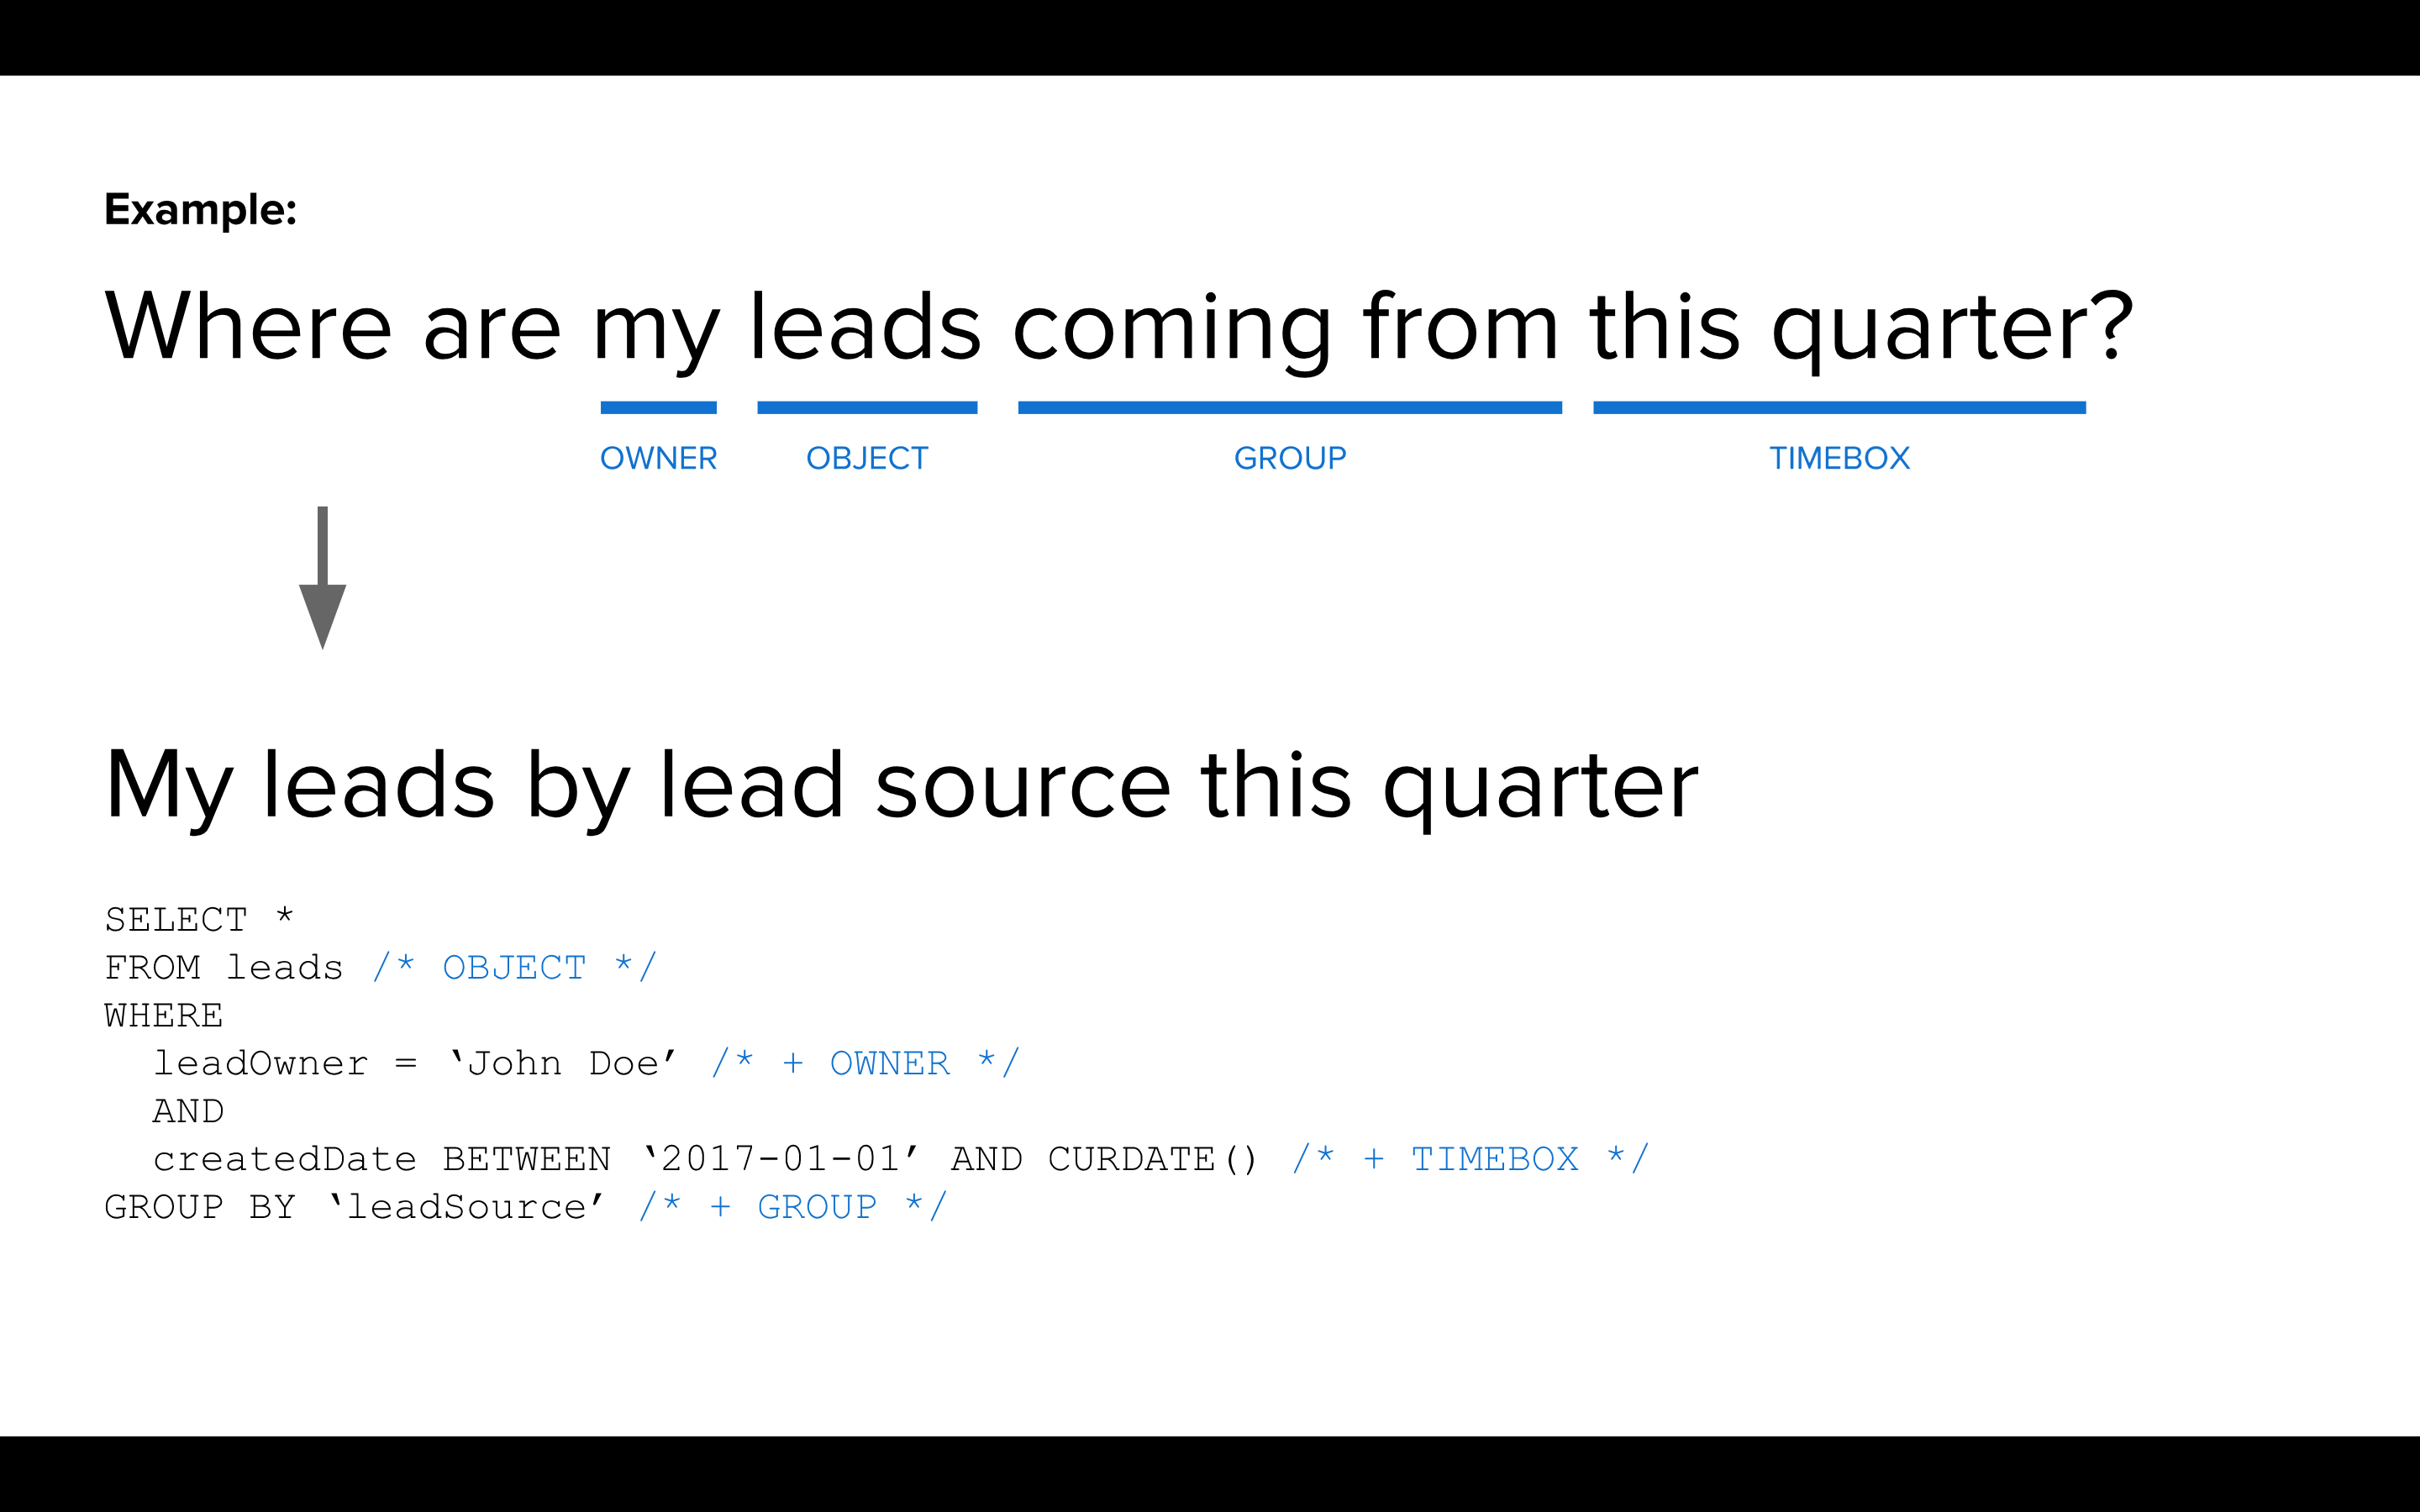 Example:
Where are my leads coming from this quarter?
OWNER OBJECT GROUP TIMEBOX
My leads by lead source this quarter
SELECT *
FROM leads /* OBJECT */
WHERE
  leadOwner = ‘John Doe’ /* + OWNER */
  AND
  createdDate BETWEEN ‘2017-01-01’ AND CURDATE() /* + TIMEBOX */
GROUP BY ‘leadSource’ /* + GROUP */